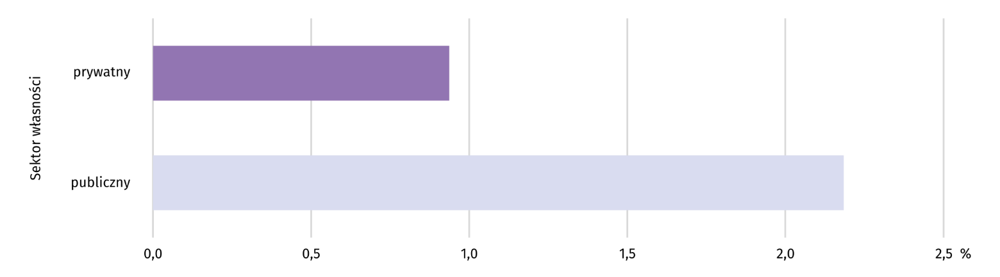 Sektor własności
prywatny
publiczny
0,0 0,5 1,0 1,5 2,0 2,5 %